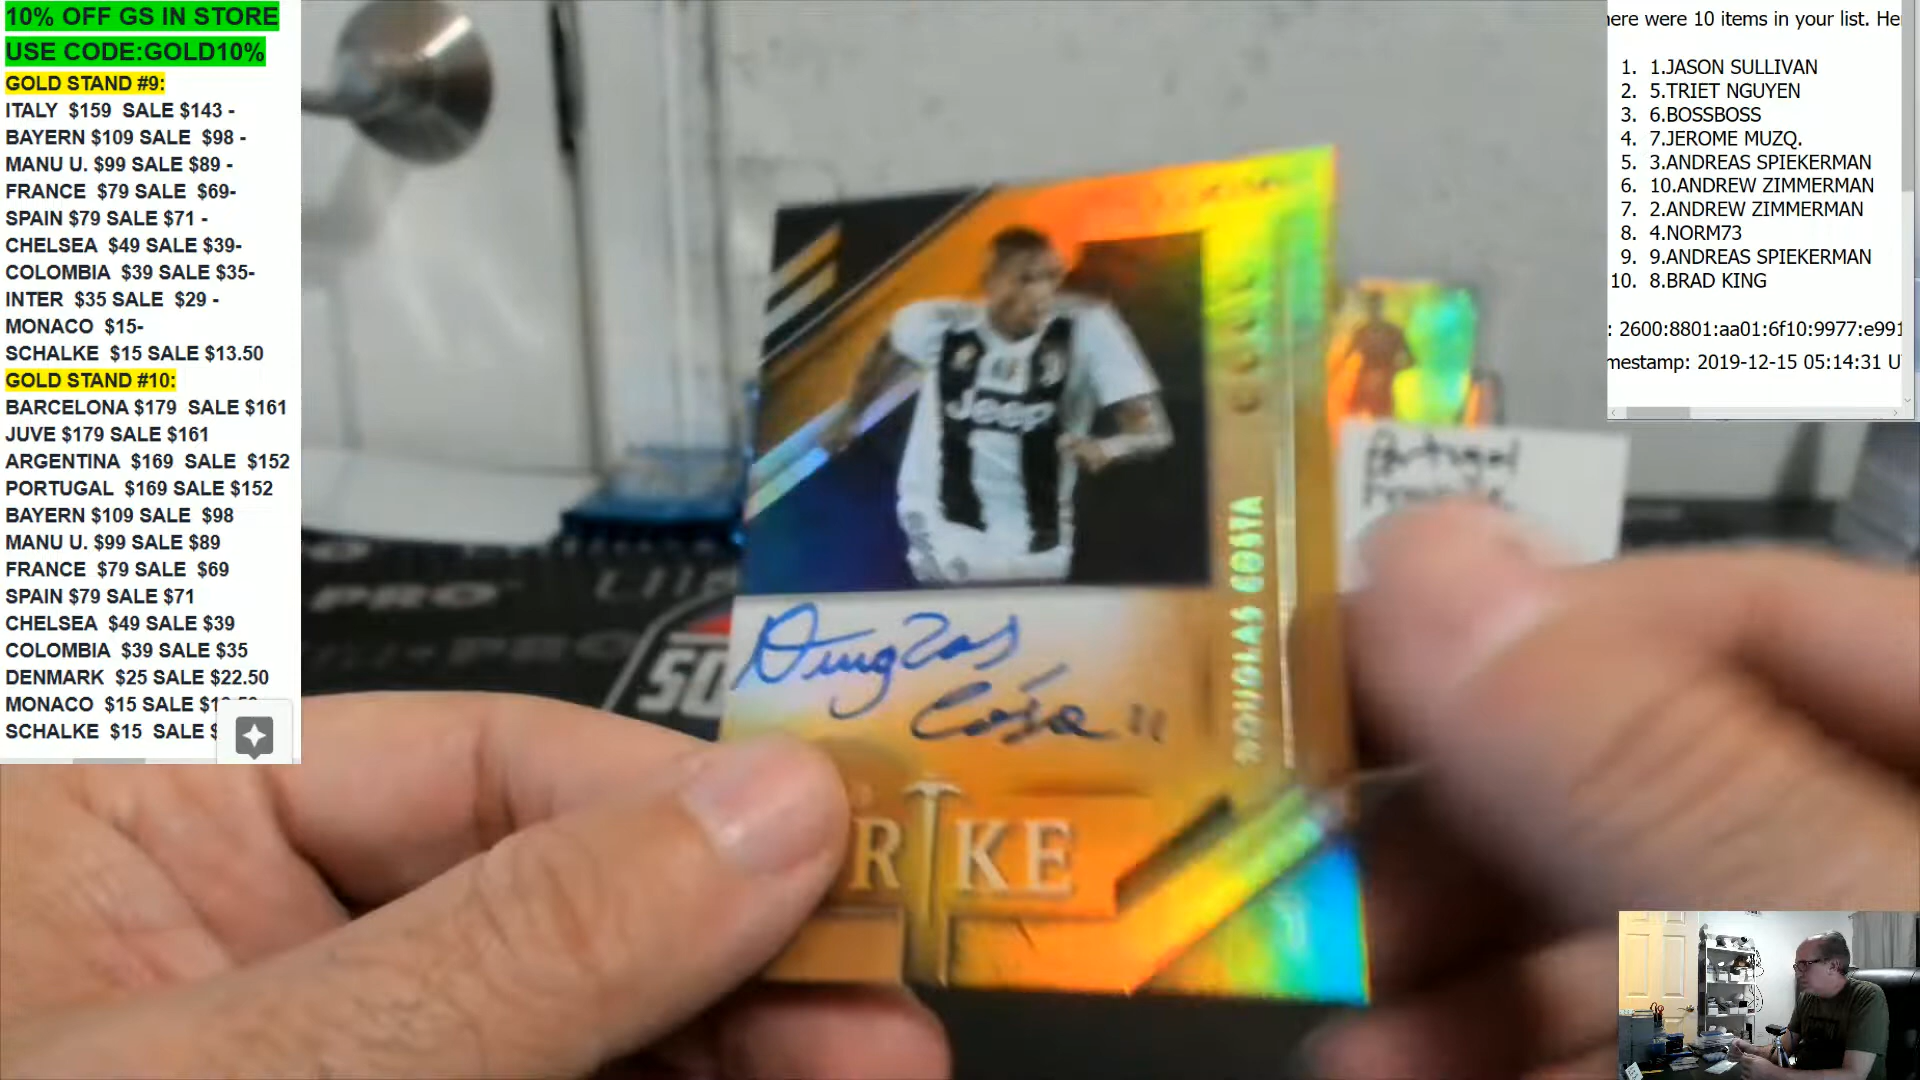 10% OFF GS IN STORE
USE CODE:GOLD10%
GOLD STAND #9:
ITALY $159 SALE $143 -
BAYERN $109 SALE $98 -
MANU U. $99 SALE $89 -
FRANCE $79 SALE $69-
SPAIN $79 SALE $71 -
CHELSEA $49 SALE $39-
COLOMBIA $39 SALE $35-
INTER $35 SALE $29 -
MONACO $15-
SCHALKE $15 SALE $13.50
GOLD STAND #10:
BARCELONA $179 SALE $161
JUVE $179 SALE $161
ARGENTINA $169 SALE $152
PORTUGAL $169 SALE $152
BAYERN $109 SALE $98
MANU U. $99 SALE $89
FRANCE $79 SALE $69
SPAIN $79 SALE $71
CHELSEA $49 SALE $39
COLOMBIA $39 SALE $35
DENMARK $25 SALE $22.50
MONACO $15 SALE
SCHALKE $15 SALE $
Jeep
DOUGLAS COSTA
Douglas
Costa 11
RIKE
Portugal
PRO
SO
ere were 10 items in your list. He
1. 1.JASON SULLIVAN
2. 5.TRIET NGUYEN
3. 6.BOSSBOSS
4. 7.JEROME MUZQ.
5. 3.ANDREAS SPIEKERMAN
6. 10.ANDREW ZIMMERMAN
7. 2.ANDREW ZIMMERMAN
8. 4.NORM73
9. 9.ANDREAS SPIEKERMAN
10. 8.BRAD KING
: 2600:8801:aa01:6f10:9977:e991
mestamp: 2019-12-15 05:14:31 U